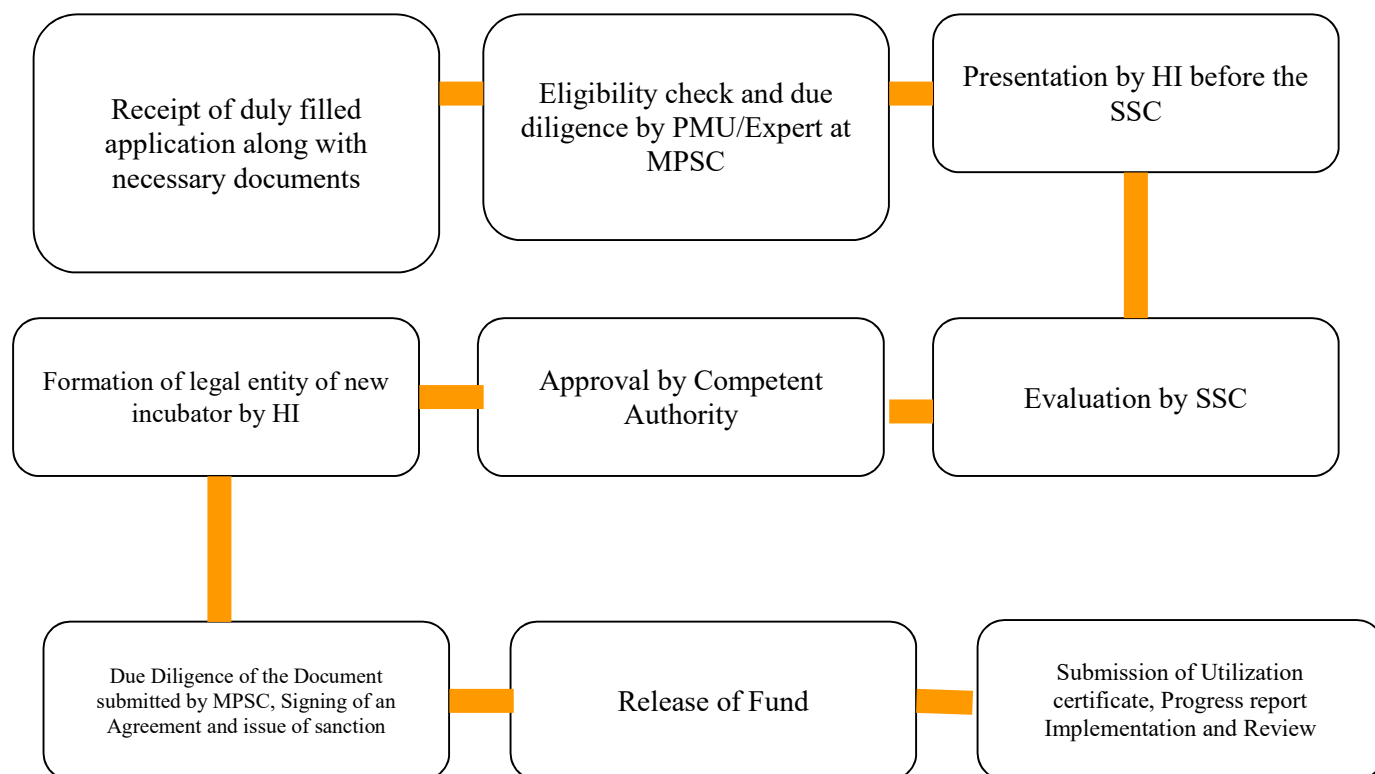 Receipt of duly filled
application along with
necessary documents
Eligibility check and due
diligence by PMU/Expert at
MPSC
Presentation by HI before the
SSC
Evaluation by SSC
Approval by Competent
Authority
Formation of legal entity of new
incubator by HI
Due Diligence of the Document
submitted by MPSC, Signing of an
Agreement and issue of sanction
Release of Fund
Submission of Utilization
certificate, Progress report
Implementation and Review